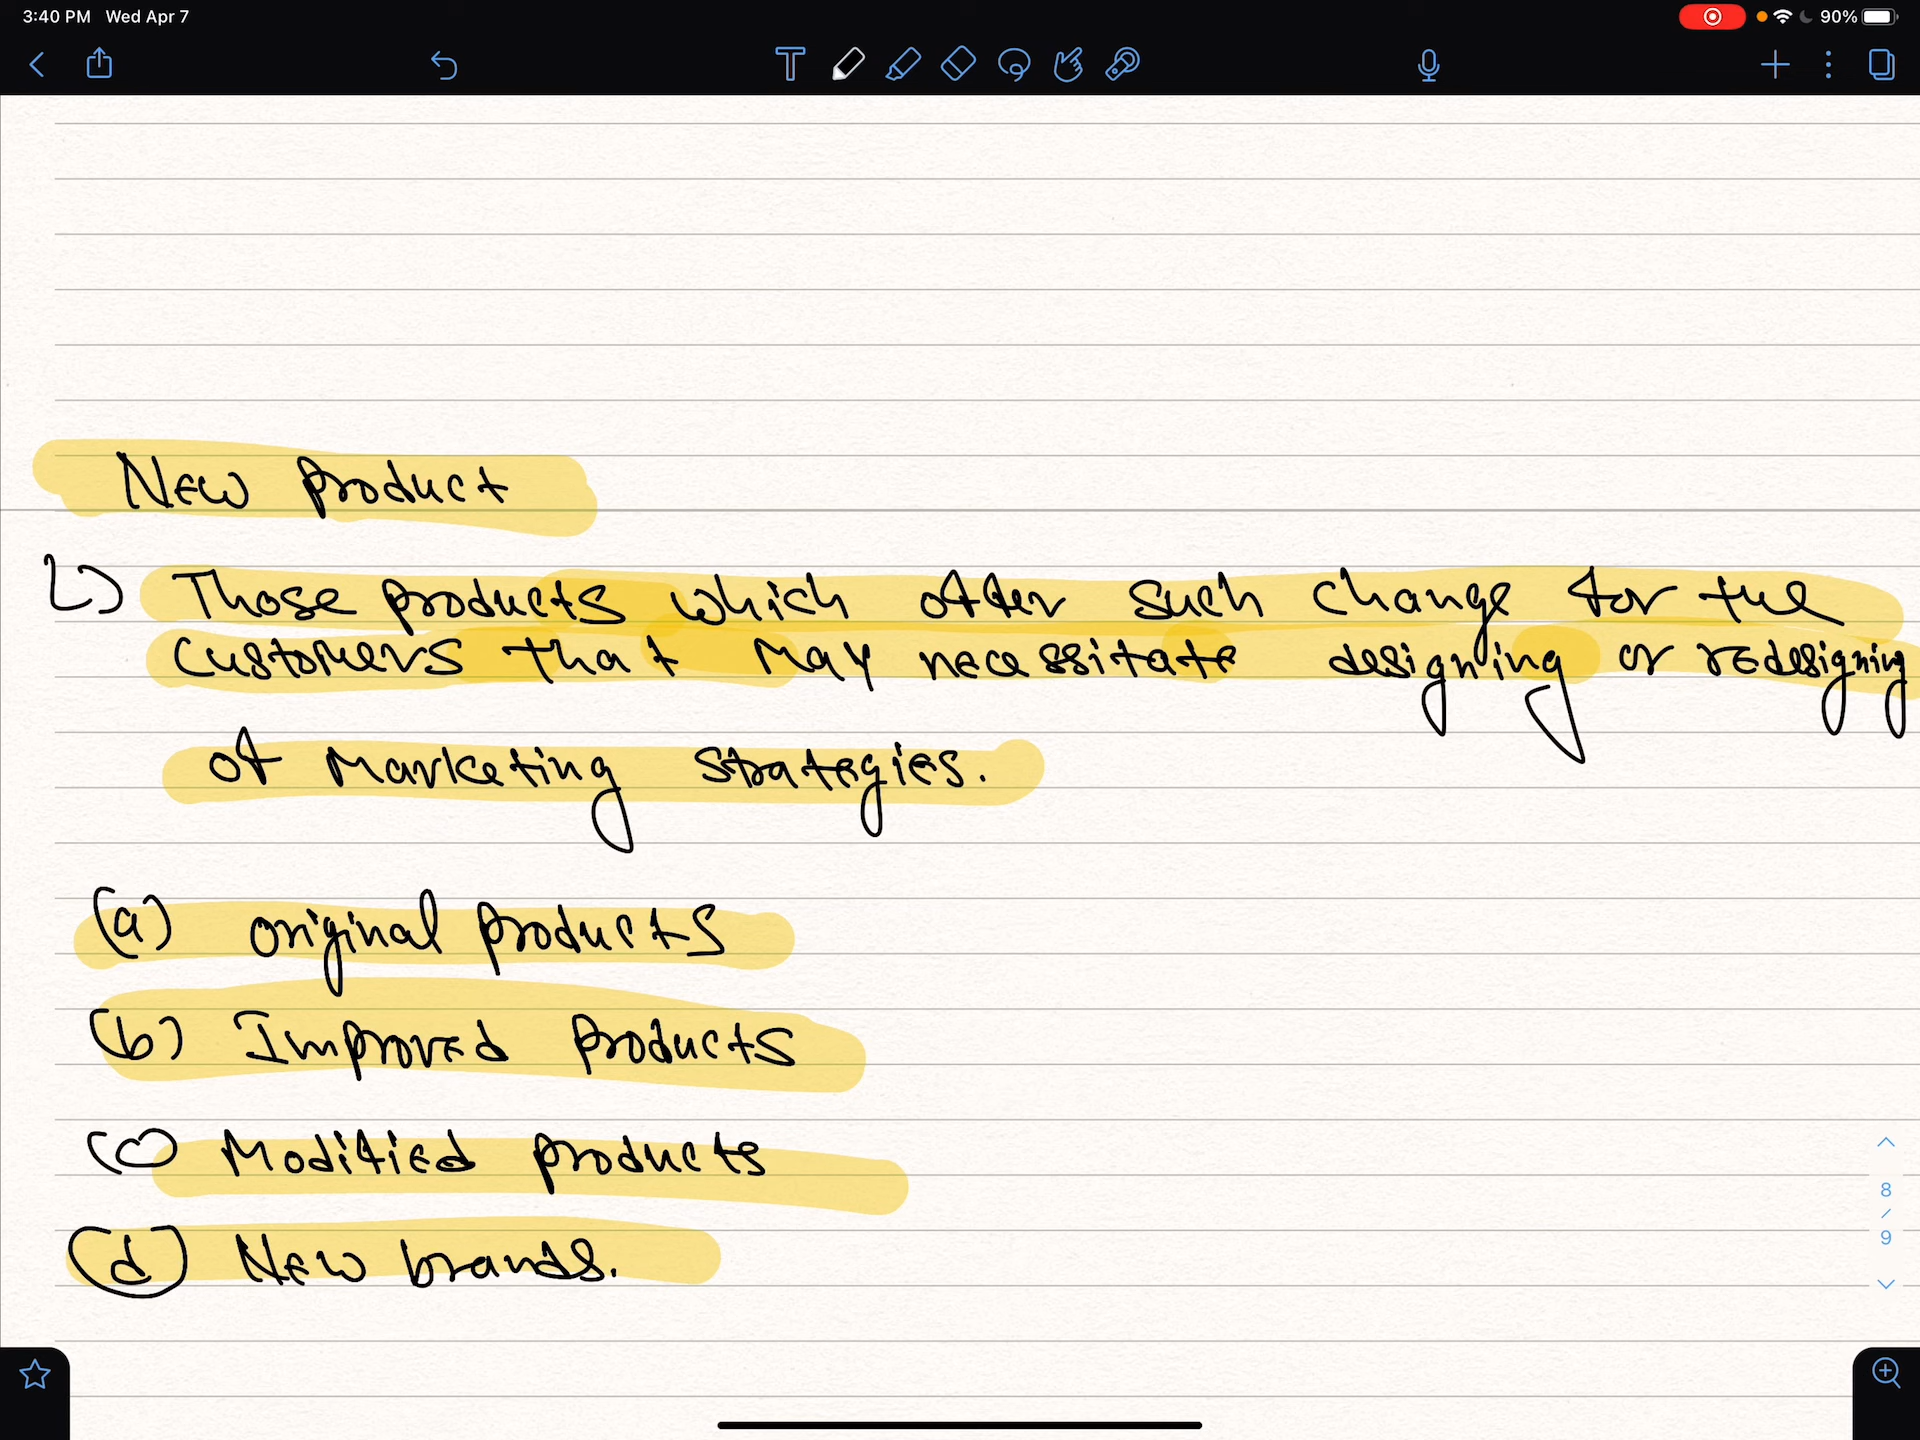 3:40 PM Wed Apr 7
90%
New product
Those products which offer such change for the
customers that may necessitate designing or redesigning
of Marketing strategies.
(a) original products
(b) Improved products
(c) Modified products
(d) New brands.
8
/
9